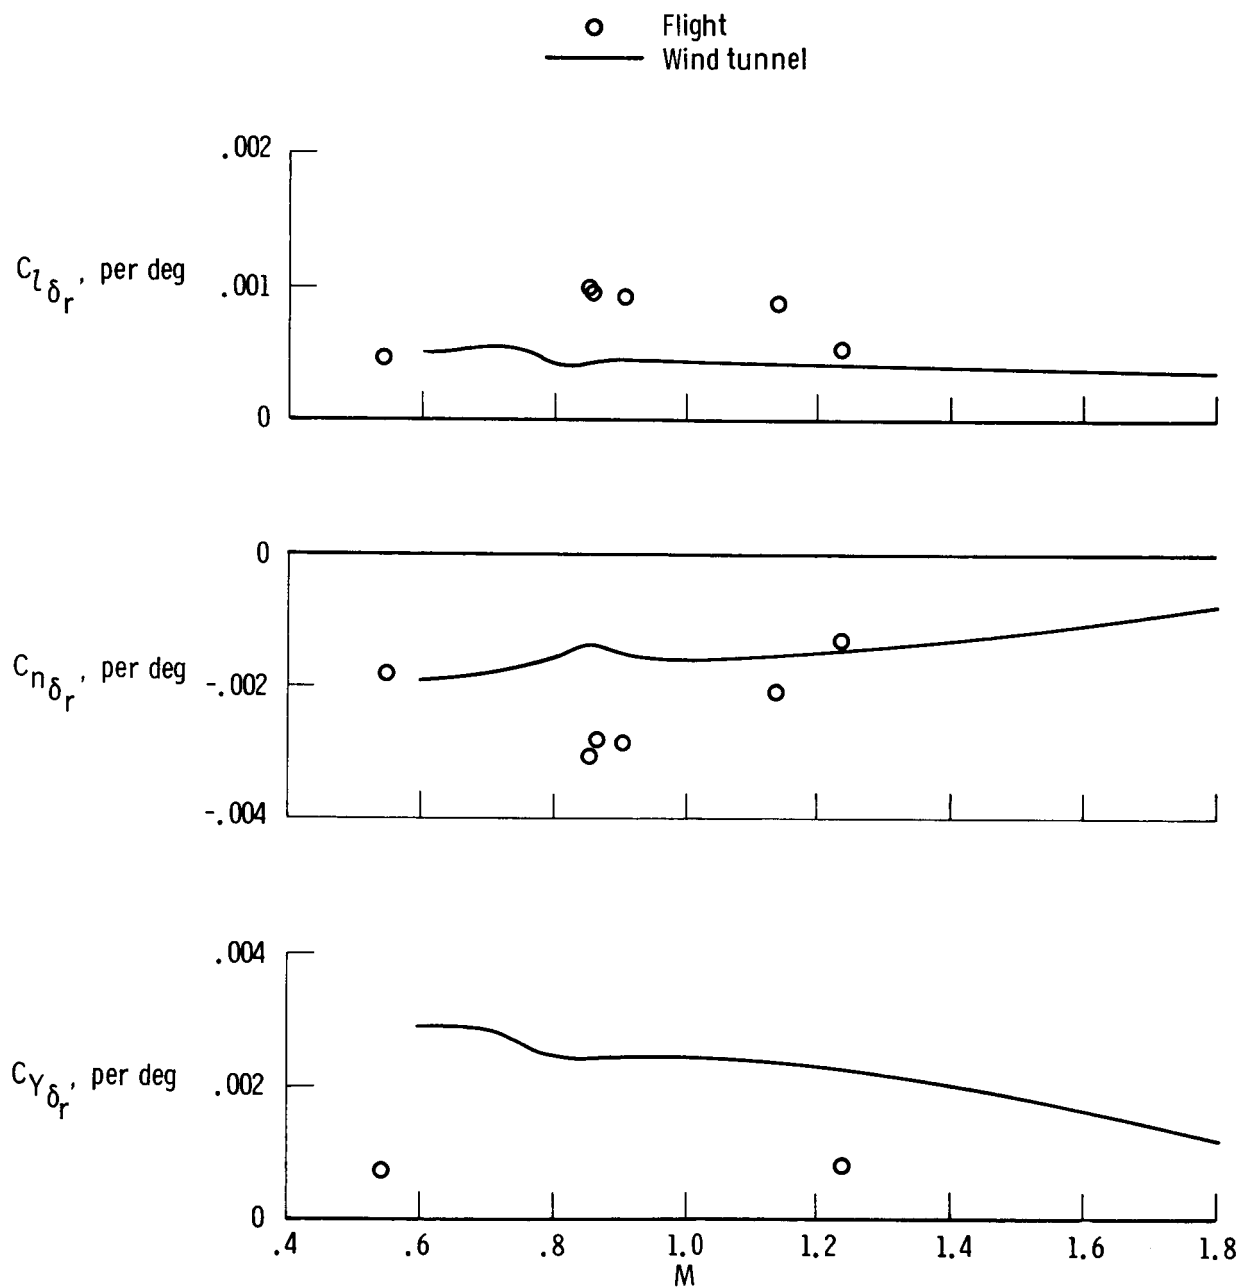 Flight
Wind tunnel
.002
C_{l_{δ_r}}, per deg
.001
0
0
C_{n_{δ_r}}, per deg
-.002
-.004
.004
C_{Y_{δ_r}}, per deg
.002
0
.4 .6 .8 1.0 1.2 1.4 1.6 1.8
M